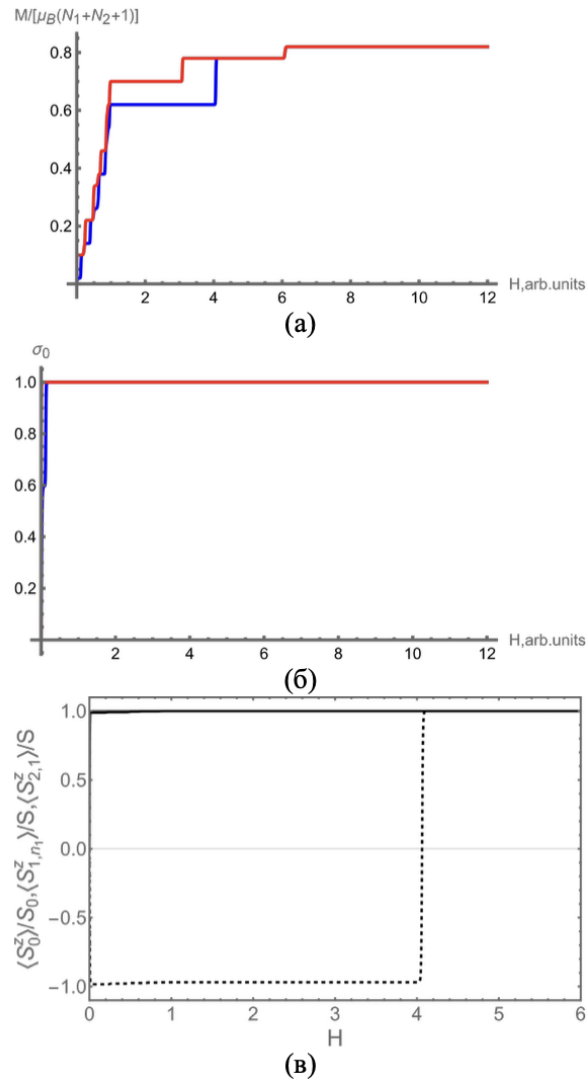 M/[μ_B(N₁+N₂+1)]
0.8
0.6
0.4
0.2
2 4 6 8 10 12 H,arb.units
(а)
σ₀
1.0
0.8
0.6
0.4
0.2
2 4 6 8 10 12 H,arb.units
(б)
⟨S₀ᶻ⟩/S₀,⟨S₁,ₙ₁ᶻ⟩/S,⟨S₂,₁ᶻ⟩/S
1.0
0.5
0.0
-0.5
-1.0
0 1 2 3 4 5 6
H
(в)